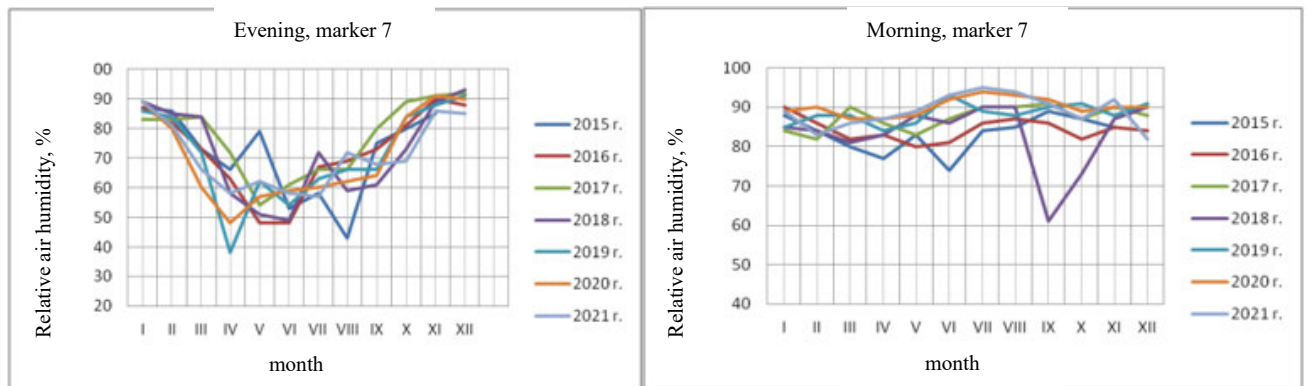 Evening, marker 7
Relative air humidity, %
00
90
80
70
60
50
40
30
20
I II III IV V VI VII VIII IX X XI XII
month
2015 г.
2016 г.
2017 г.
2018 г.
2019 г.
2020 г.
2021 г.
Morning, marker 7
Relative air humidity, %
100
90
80
70
60
50
40
I II III IV V VI VII VIII IX X XI XII
month
2015 г.
2016 г.
2017 г.
2018 г.
2019 г.
2020 г.
2021 г.